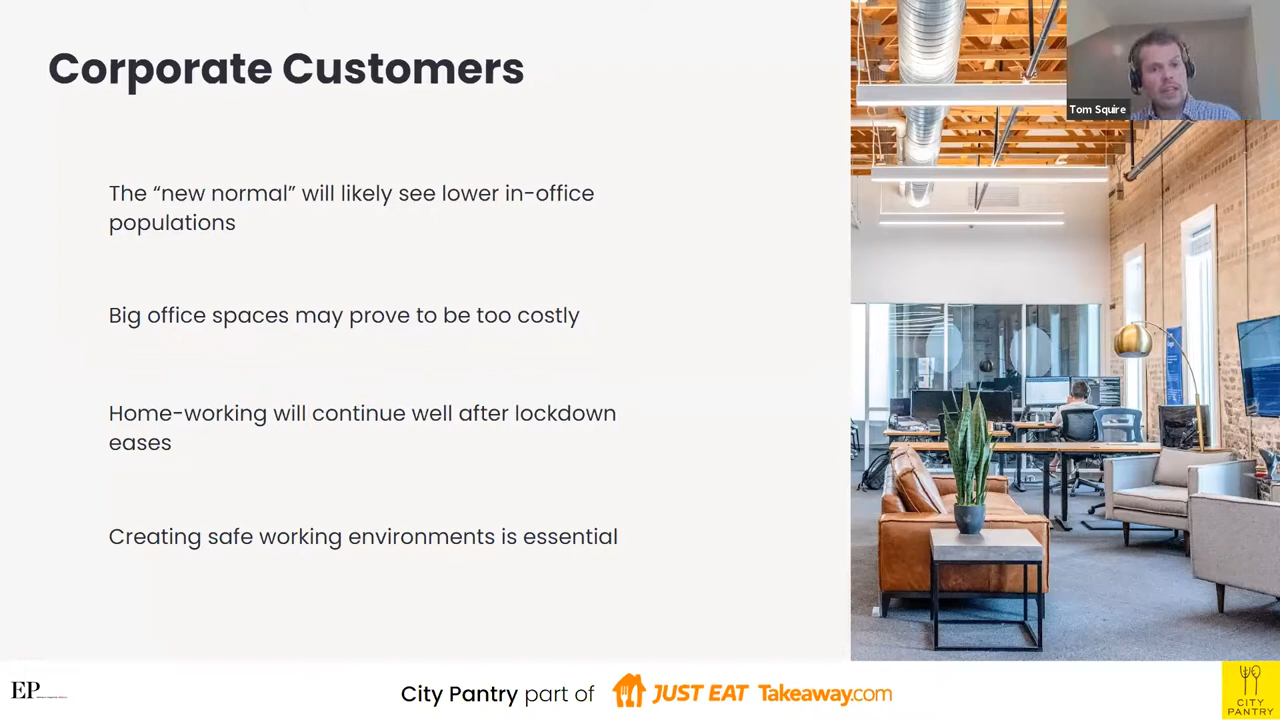 Corporate Customers
Tom Squire
The “new normal” will likely see lower in-office
populations
Big office spaces may prove to be too costly
Home-working will continue well after lockdown
eases
Creating safe working environments is essential
EP
City Pantry part of JUST EAT Takeaway.com
CITY
PANTRY